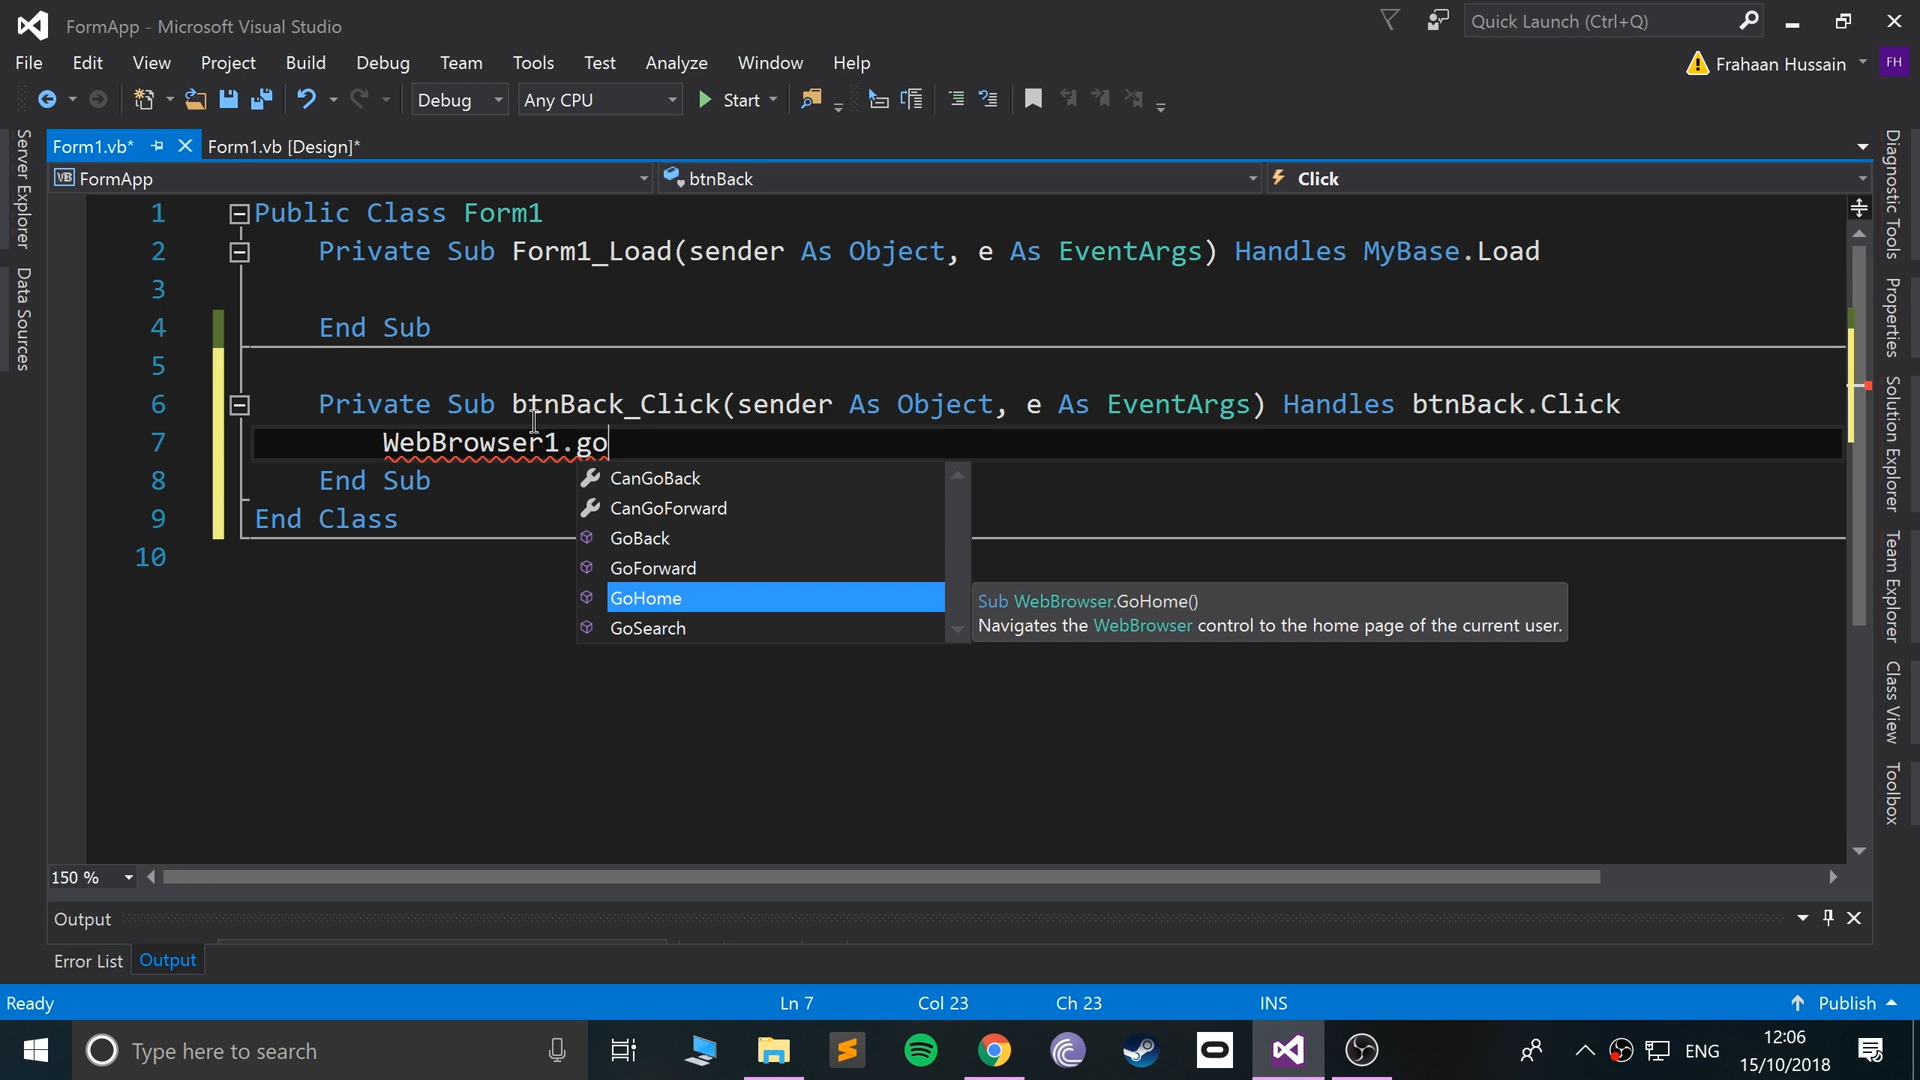 FormApp - Microsoft Visual Studio
Quick Launch (Ctrl+Q)
File Edit View Project Build Debug Team Tools Test Analyze Window Help
Frahaan Hussain FH
Debug Any CPU Start
Form1.vb* Form1.vb [Design]*
VB FormApp btnBack Click
Server Explorer
Data Sources
1 Public Class Form1
2 Private Sub Form1_Load(sender As Object, e As EventArgs) Handles MyBase.Load
3
4 End Sub
5
6 Private Sub btnBack_Click(sender As Object, e As EventArgs) Handles btnBack.Click
7 WebBrowser1.go
8 End Sub
9 End Class
10
CanGoBack
CanGoForward
GoBack
GoForward
GoHome
GoSearch
Sub WebBrowser.GoHome()
Navigates the WebBrowser control to the home page of the current user.
Diagnostic Tools
Properties
Solution Explorer
Team Explorer
Class View
Toolbox
150 %
Output
Error List Output
Ready Ln 7 Col 23 Ch 23 INS Publish
Type here to search
ENG
12:06
15/10/2018